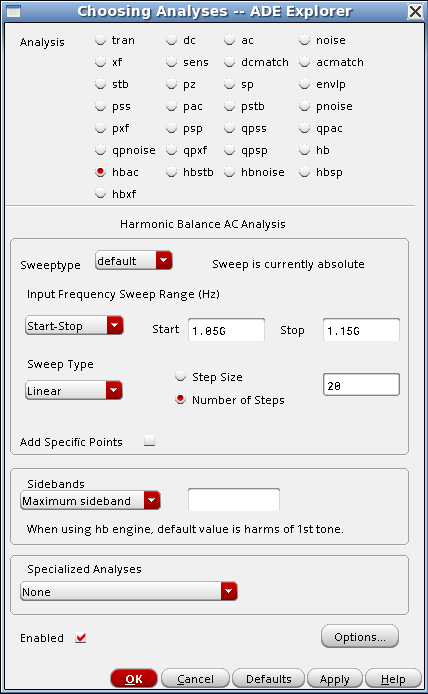 Choosing Analyses -- ADE Explorer
Analysis tran dc ac noise
xf sens dcmatch acmatch
stb pz sp envlp
pss pac pstb pnoise
pxf psp qpss qpac
qpnoise qpxf qpsp hb
hbac hbstb hbnoise hbsp
hbxf
Harmonic Balance AC Analysis
Sweeptype default Sweep is currently absolute
Input Frequency Sweep Range (Hz)
Start-Stop Start 1.05G Stop 1.15G
Sweep Type
Step Size
Linear 20
Number of Steps
Add Specific Points
Sidebands
Maximum sideband
When using hb engine, default value is harms of 1st tone.
Specialized Analyses
None
Enabled Options...
OK Cancel Defaults Apply Help